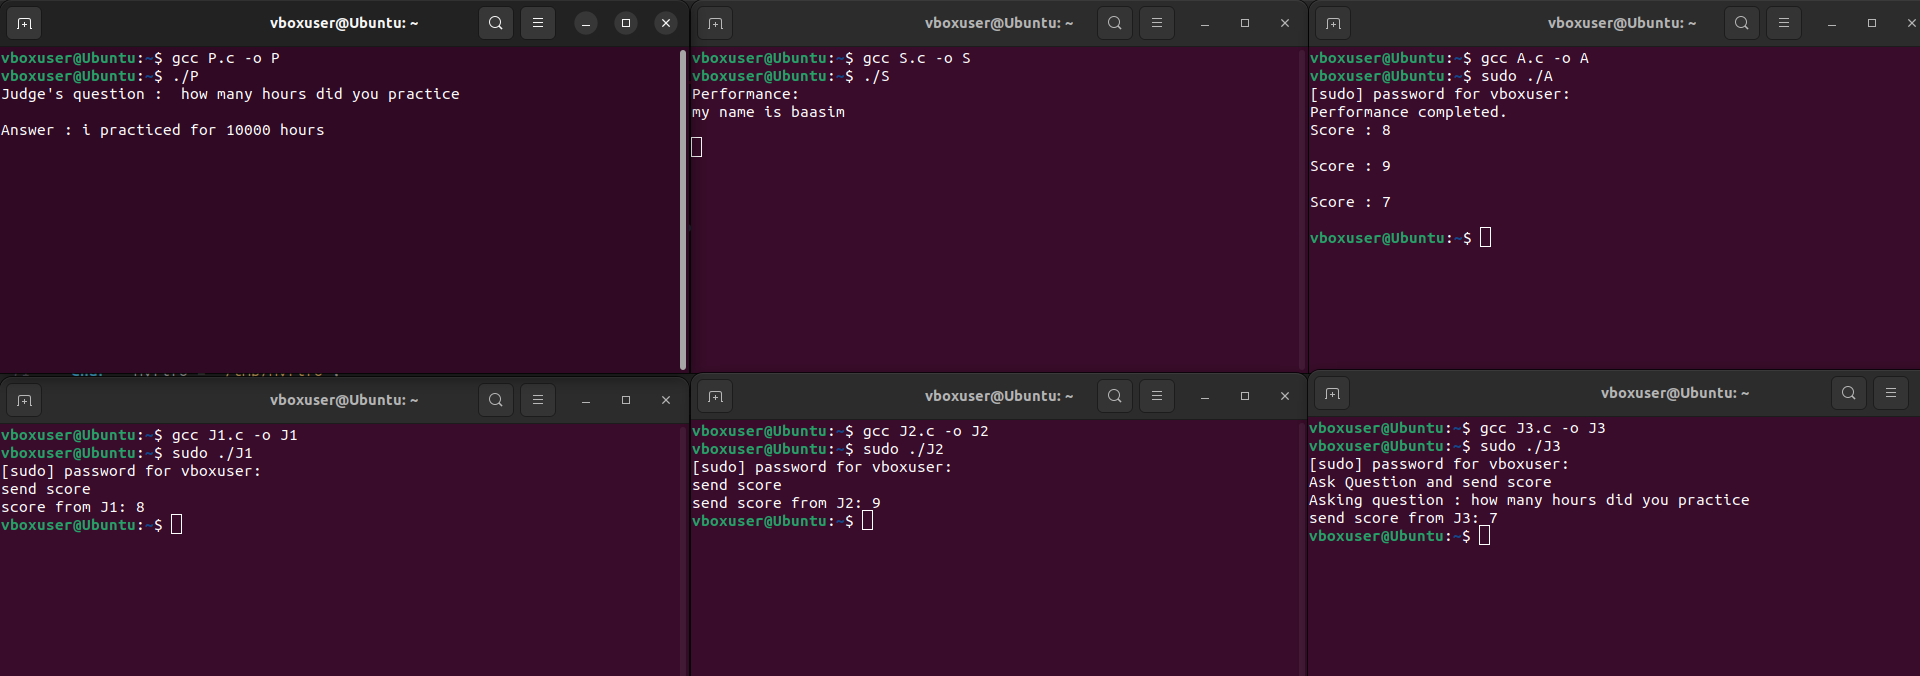 vboxuser@Ubuntu: ~
vboxuser@Ubuntu:~$ gcc P.c -o P
vboxuser@Ubuntu:~$ ./P
Judge's question :  how many hours did you practice
Answer : i practiced for 10000 hours
vboxuser@Ubuntu: ~
vboxuser@Ubuntu:~$ gcc S.c -o S
vboxuser@Ubuntu:~$ ./S
Performance:
my name is baasim
vboxuser@Ubuntu: ~
vboxuser@Ubuntu:~$ gcc A.c -o A
vboxuser@Ubuntu:~$ sudo ./A
[sudo] password for vboxuser:
Performance completed.
Score : 8
Score : 9
Score : 7
vboxuser@Ubuntu:~$
vboxuser@Ubuntu: ~
vboxuser@Ubuntu:~$ gcc J1.c -o J1
vboxuser@Ubuntu:~$ sudo ./J1
[sudo] password for vboxuser:
send score
score from J1: 8
vboxuser@Ubuntu:~$
vboxuser@Ubuntu: ~
vboxuser@Ubuntu:~$ gcc J2.c -o J2
vboxuser@Ubuntu:~$ sudo ./J2
[sudo] password for vboxuser:
send score
send score from J2: 9
vboxuser@Ubuntu:~$
vboxuser@Ubuntu: ~
vboxuser@Ubuntu:~$ gcc J3.c -o J3
vboxuser@Ubuntu:~$ sudo ./J3
[sudo] password for vboxuser:
Ask Question and send score
Asking question : how many hours did you practice
send score from J3: 7
vboxuser@Ubuntu:~$